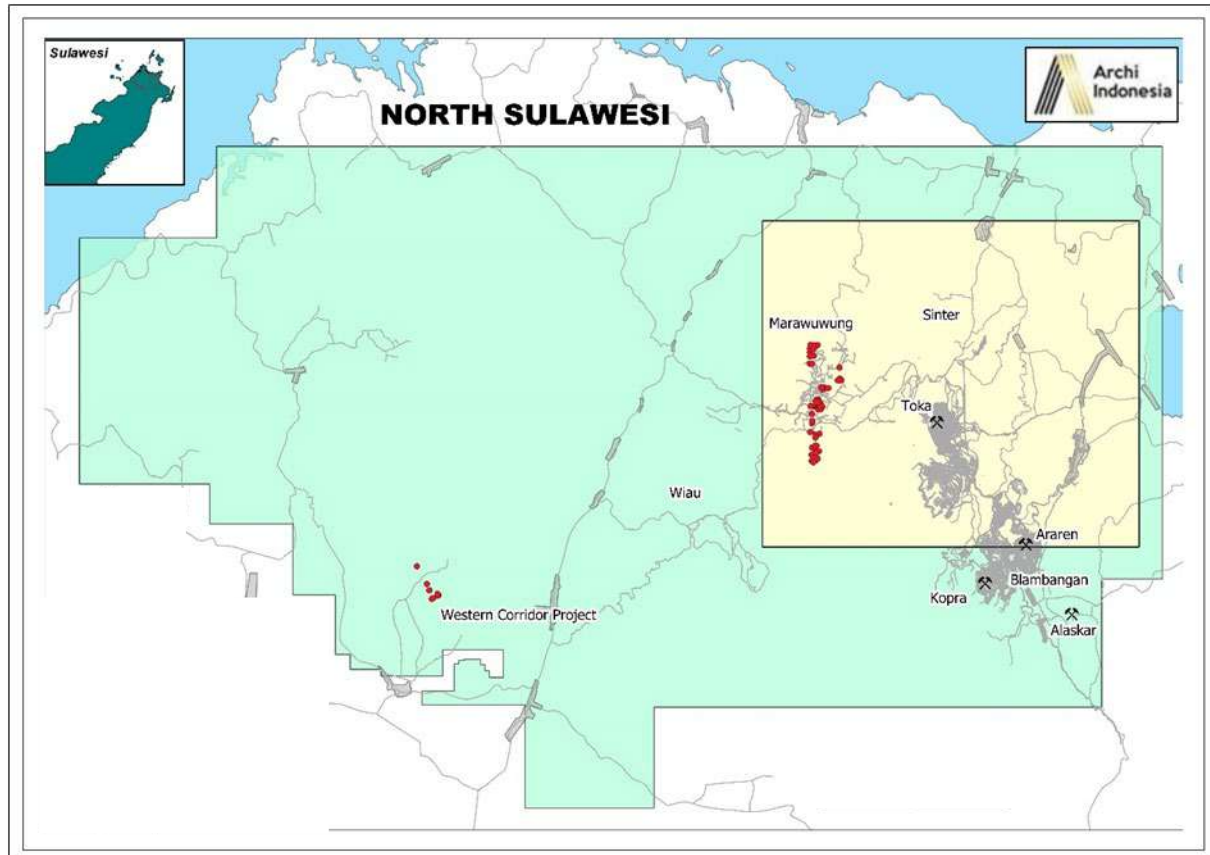 Sulawesi
Archi
Indonesia
NORTH SULAWESI
Sinter
Marawuwung
Toka
Wiau
Araren
Blambangan
Kopra
Western Corridor Project
Alaskar